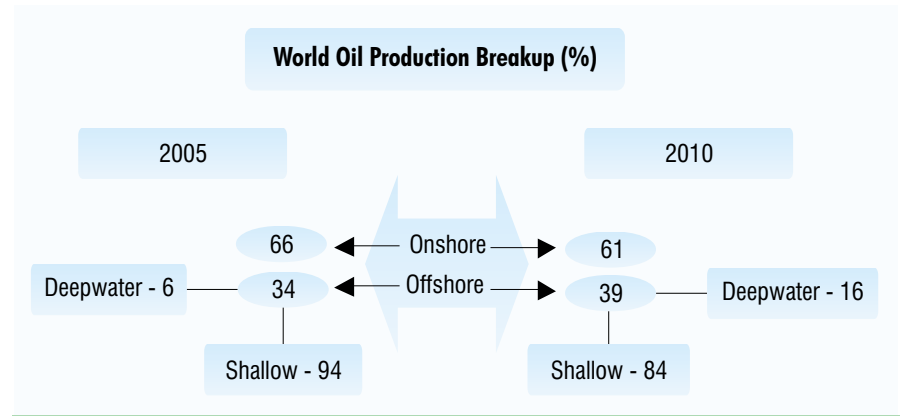 World Oil Production Breakup (%)
2005
2010
66
Onshore
61
Deepwater - 6
34
Offshore
39
Deepwater - 16
Shallow - 94
Shallow - 84